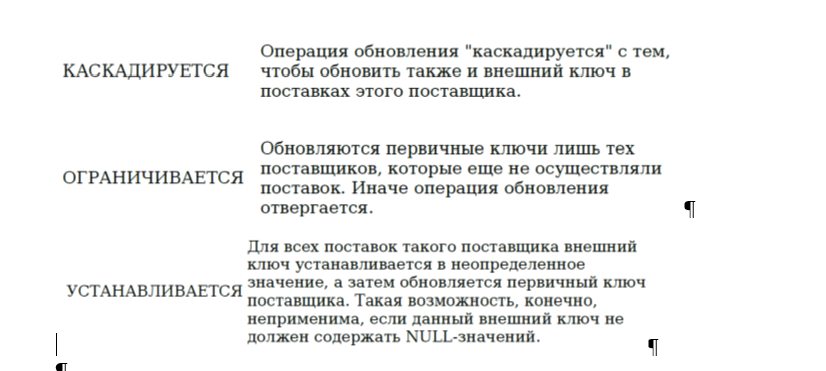 КАСКАДИРУЕТСЯ
Операция обновления "каскадируется" с тем,
чтобы обновить также и внешний ключ в
поставках этого поставщика.
ОГРАНИЧИВАЕТСЯ
Обновляются первичные ключи лишь тех
поставщиков, которые еще не осуществляли
поставок. Иначе операция обновления
отвергается.
¶
УСТАНАВЛИВАЕТСЯ
Для всех поставок такого поставщика внешний
ключ устанавливается в неопределенное
значение, а затем обновляется первичный ключ
поставщика. Такая возможность, конечно,
неприменима, если данный внешний ключ не
должен содержать NULL-значений.
¶
¶